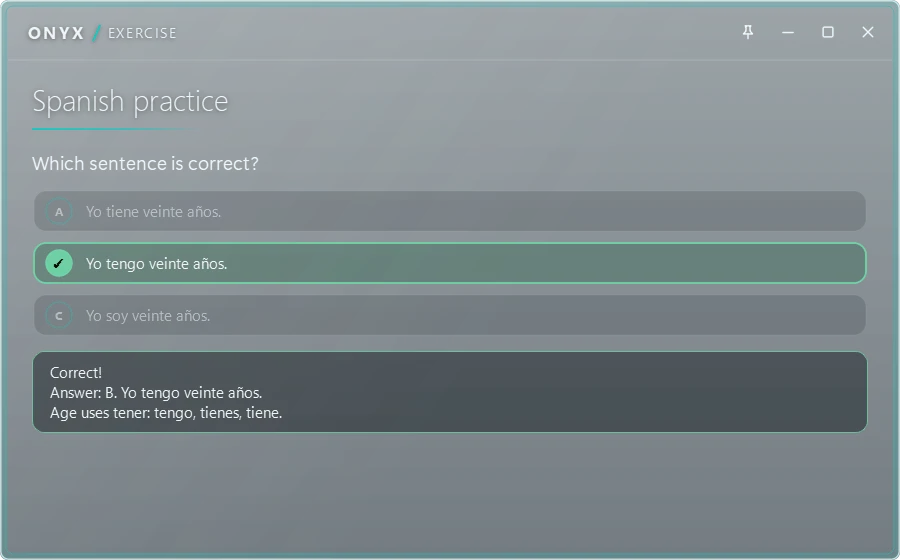 ONYX / EXERCISE
Spanish practice
Which sentence is correct?
A Yo tiene veinte años.
✔ Yo tengo veinte años.
C Yo soy veinte años.
Correct!
Answer: B. Yo tengo veinte años.
Age uses tener: tengo, tienes, tiene.